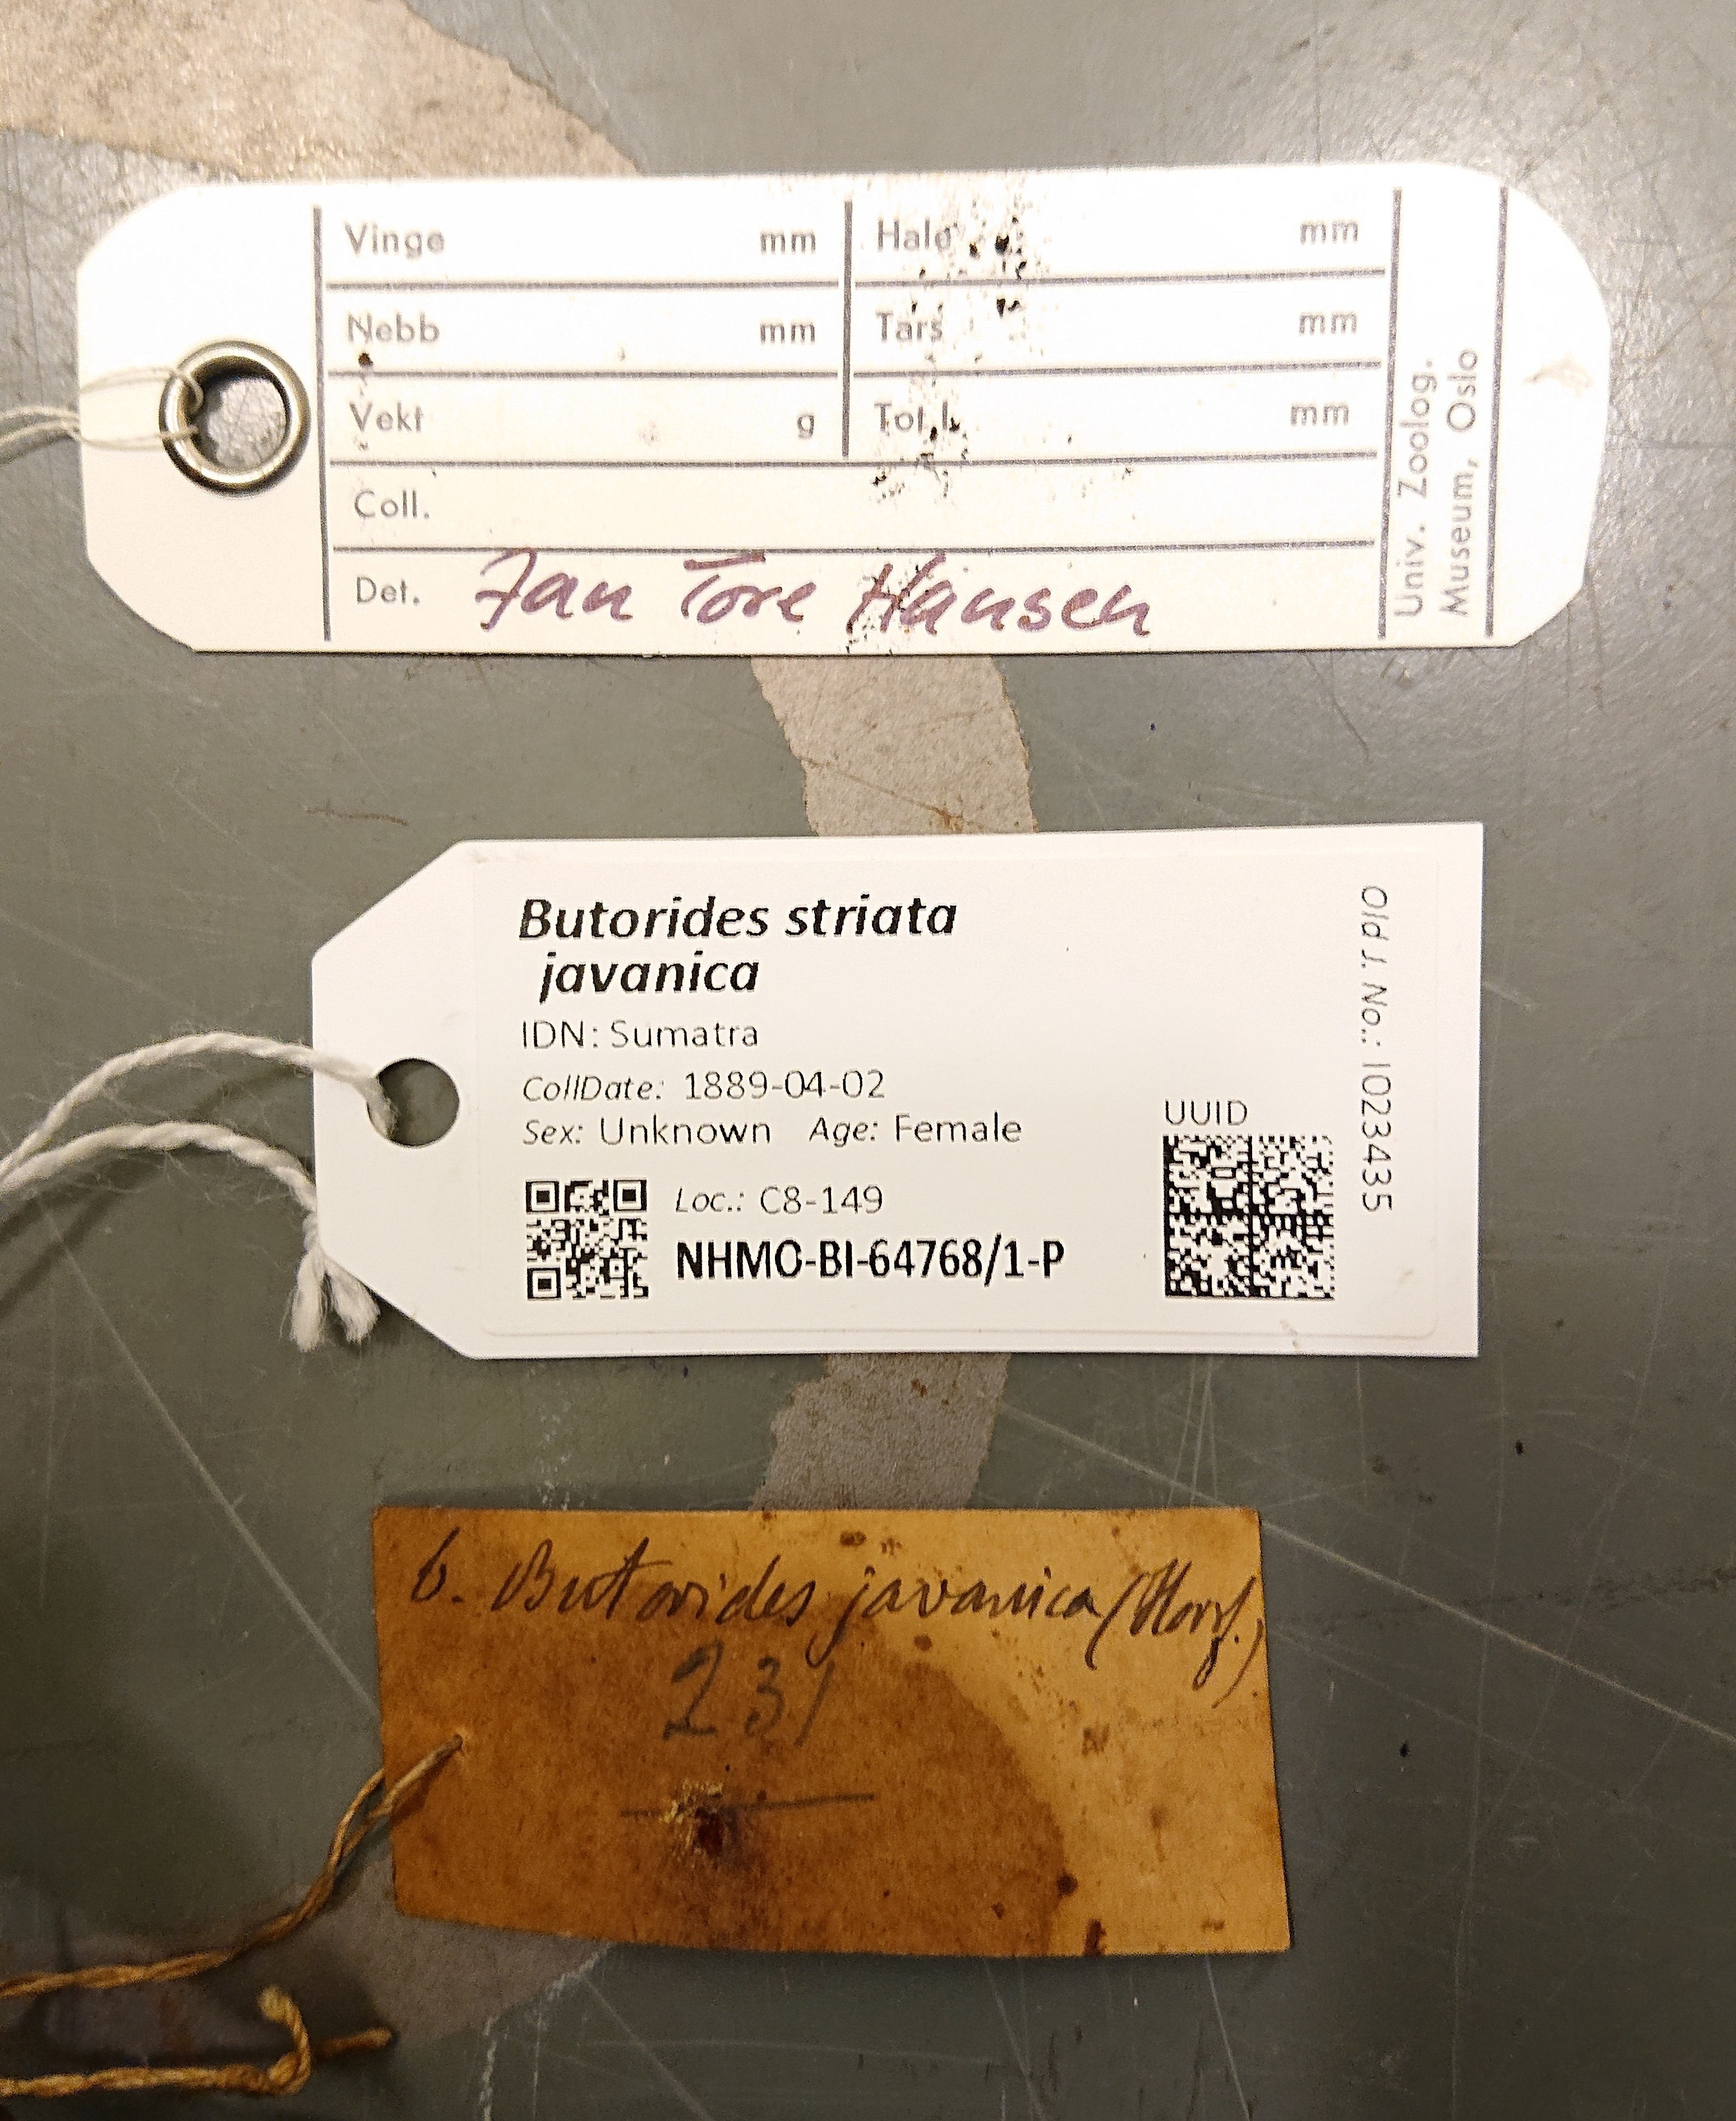 Vinge mm Hale mm
Nebb mm Tars mm
Vekt g Tot.l. mm
Coll.
Det. Jan Tore Hansen
Univ. Zoolog.
Museum, Oslo
Butorides striata
javanica
IDN: Sumatra
CollDate: 1889-04-02
Sex: Unknown Age: Female
Loc.: C8-149
NHMO-BI-64768/1-P
UUID
Old J. No.: 1023435
6. Butorides javanica (Horsf.)
231